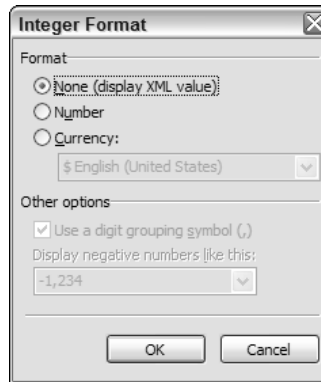 Integer Format
Format
None (display XML value)
Number
Currency:
$ English (United States)
Other options
Use a digit grouping symbol (,)
Display negative numbers like this:
-1,234
OK
Cancel